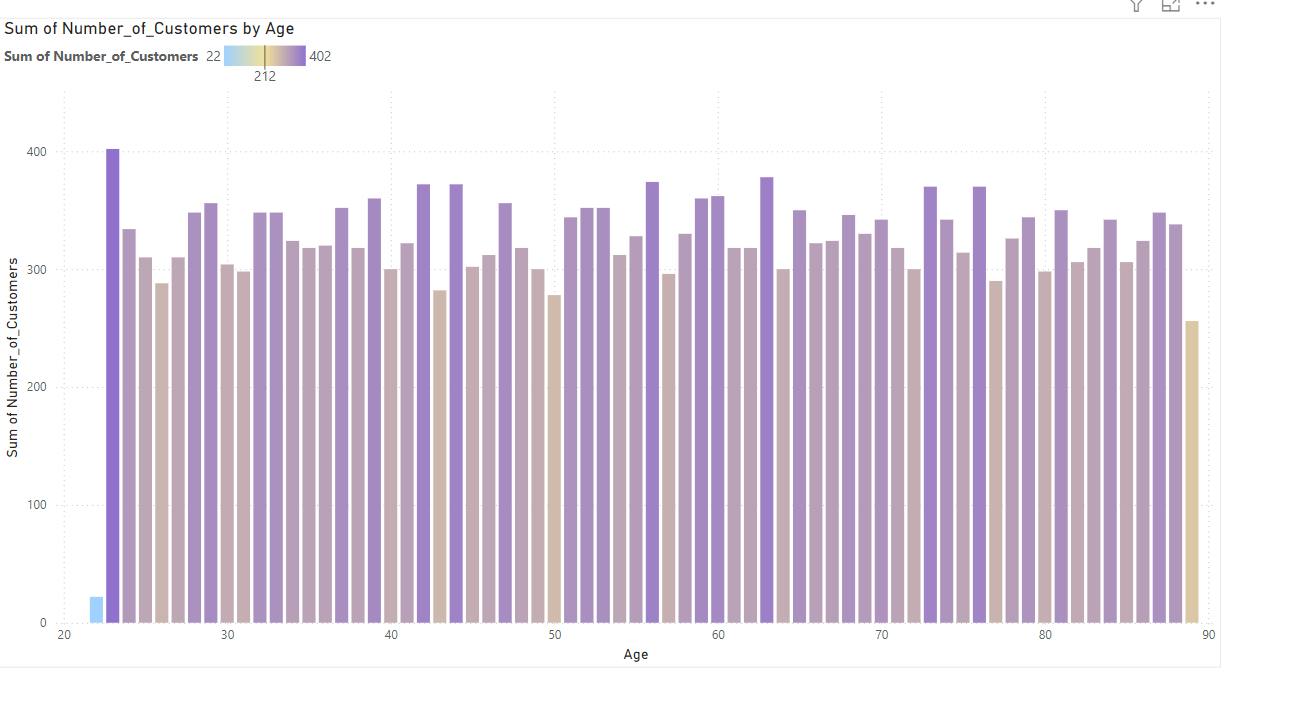 Sum of Number_of_Customers by Age
Sum of Number_of_Customers 22 402
212
Sum of Number_of_Customers
400
300
200
100
0
20 30 40 50 60 70 80 90
Age